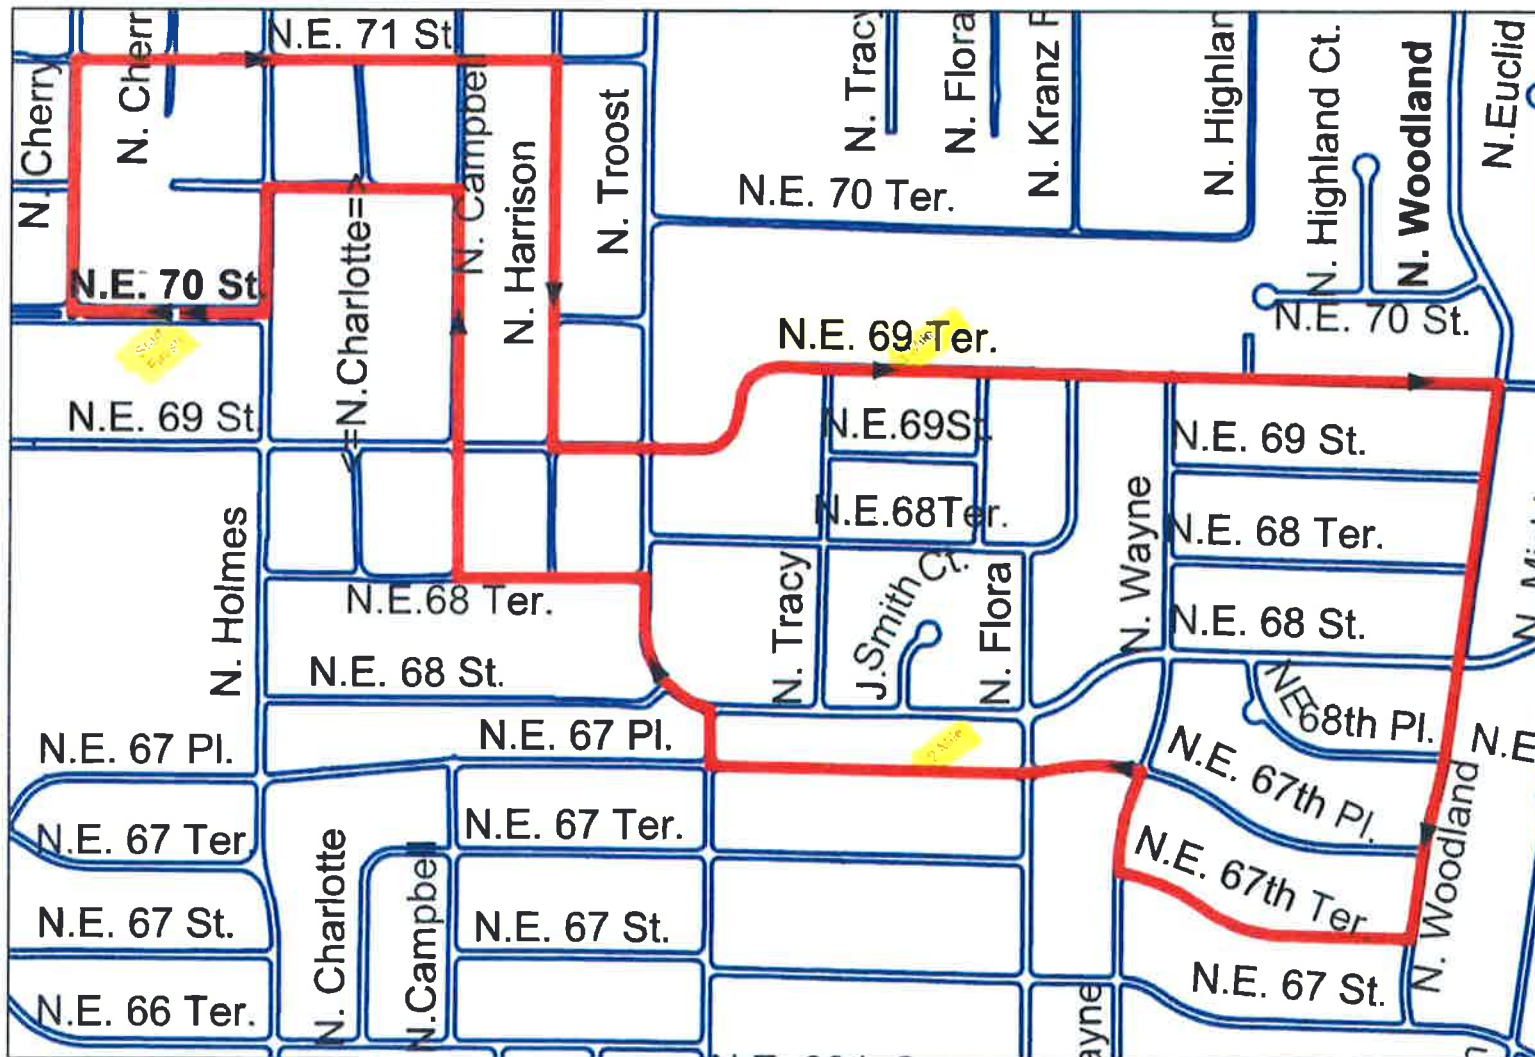 N.E. 71 St
N. Cherry
N. Cherr
N. Campbell
N. Harrison
N. Troost
N. Tracy
N. Flora
N. Kranz
N. Highlan
N. Highland Ct.
N. Woodland
N.Euclid
N.E. 70 Ter.
N.E. 70 St.
<=N.Charlotte=>
N.E. 69 Ter.
N.E. 70 St.
N.E. 69 St.
N.E.69St.
N.E. 69 St.
N.E.68Ter.
N.E. 68 Ter.
N. Holmes
N.E.68 Ter.
N. Tracy
J.Smith Ct.
N. Flora
N. Wayne
N.E. 68 St.
N.E. 68 St.
NE 68th Pl.
N.E. 67 Pl.
N.E. 67 Pl.
2 Mile
N.E. 67th Pl.
N.E. 67 Ter
N. Charlotte
N.Campbel
N.E. 67 Ter.
N.E. 67th Ter
N. Woodland
N.E. 67 St.
N.E. 67 St.
N.E. 67 St.
N.E. 66 Ter.
ayne